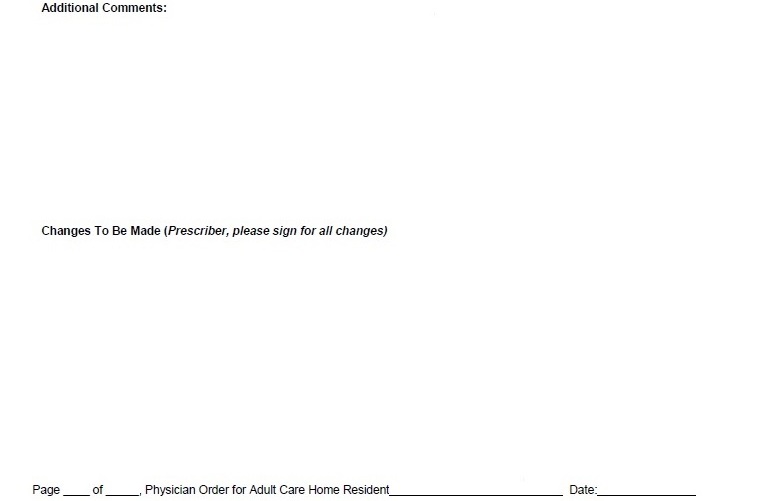 Additional Comments:
Changes To Be Made (Prescriber, please sign for all changes)
Page ____ of _____, Physician Order for Adult Care Home Resident__________________________ Date:_______________